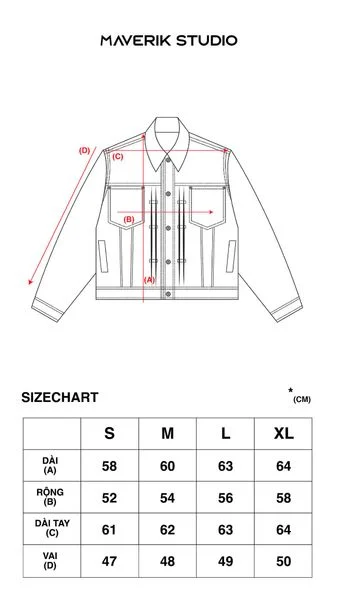 MAVERIK STUDIO
(D)
(C)
(B)
(A)
SIZECHART
*(CM)
S M L XL
DÀI
(A) 58 60 63 64
RỘNG
(B) 52 54 56 58
DÀI TAY
(C) 61 62 63 64
VAI
(D) 47 48 49 50